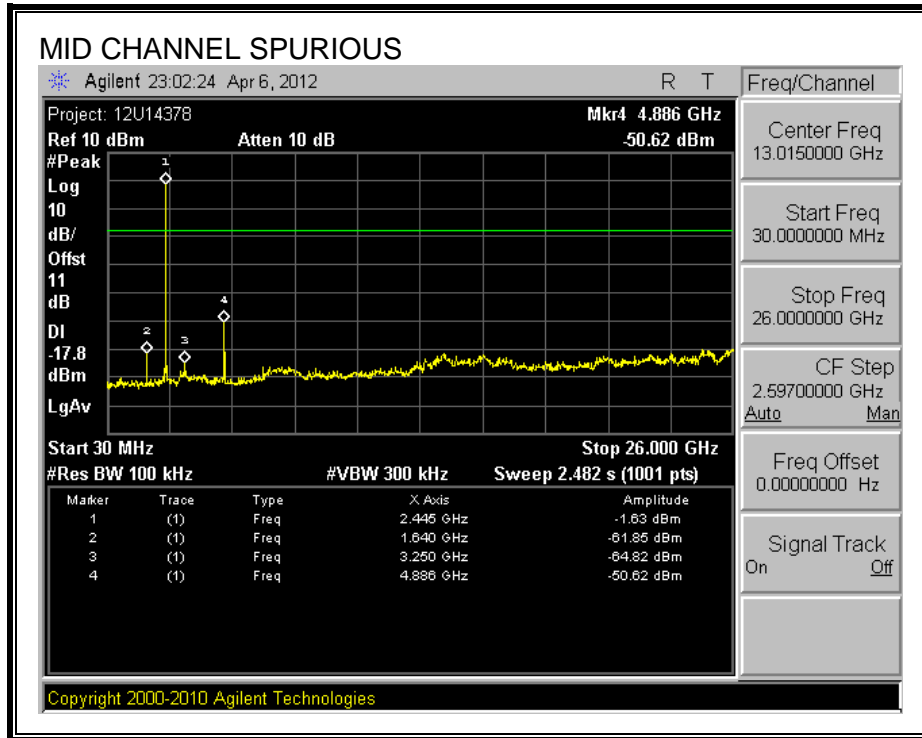 MID CHANNEL SPURIOUS
Agilent 23:02:24 Apr 6, 2012 R T
Freq/Channel
Project: 12U14378 Mkr4 4.886 GHz
Ref 10 dBm Atten 10 dB -50.62 dBm
#Peak
Log
10
dB/
Offst
11
dB
DI
-17.8
dBm
LgAv
1
2
3
4
Start 30 MHz Stop 26.000 GHz
#Res BW 100 kHz #VBW 300 kHz Sweep 2.482 s (1001 pts)
Marker Trace Type X Axis Amplitude
1 (1) Freq 2.445 GHz -1.63 dBm
2 (1) Freq 1.640 GHz -61.85 dBm
3 (1) Freq 3.250 GHz -64.82 dBm
4 (1) Freq 4.886 GHz -50.62 dBm
Center Freq
13.0150000 GHz
Start Freq
30.0000000 MHz
Stop Freq
26.0000000 GHz
CF Step
2.59700000 GHz
Auto Man
Freq Offset
0.00000000 Hz
Signal Track
On Off
Copyright 2000-2010 Agilent Technologies